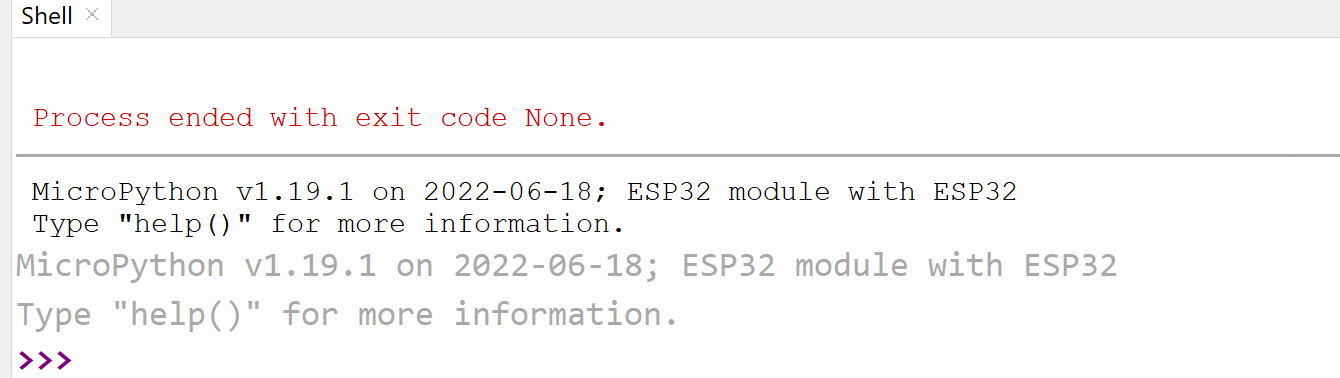 Shell
Process ended with exit code None.
MicroPython v1.19.1 on 2022-06-18; ESP32 module with ESP32
Type "help()" for more information.
MicroPython v1.19.1 on 2022-06-18; ESP32 module with ESP32
Type "help()" for more information.
>>>